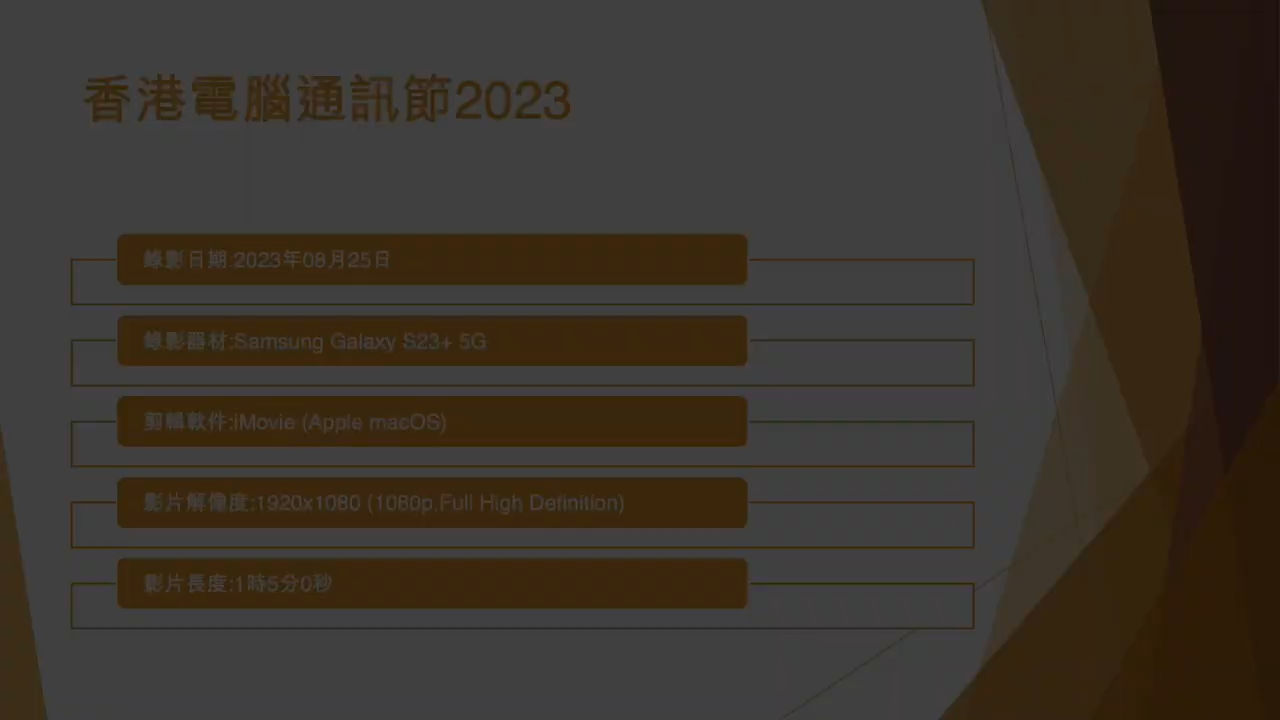 香港電腦通訊節2023
錄影日期:2023年08月25日
錄影器材:Samsung Galaxy S23+ 5G
剪輯軟件:iMovie (Apple macOS)
影片解像度:1920x1080 (1080p,Full High Definition)
影片長度:1時5分0秒